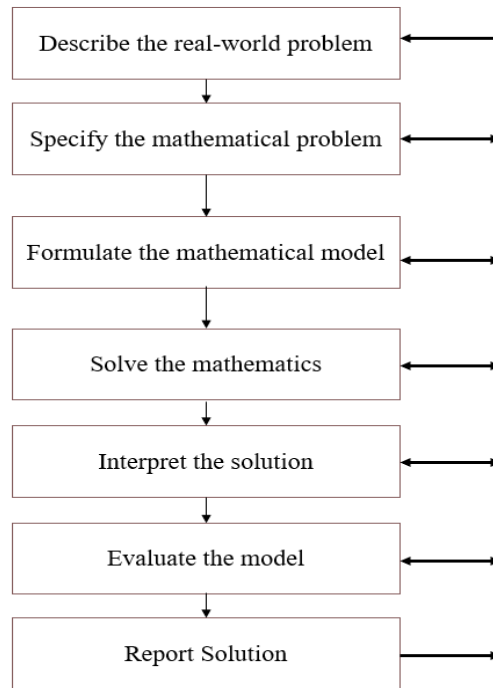 Describe the real-world problem
Specify the mathematical problem
Formulate the mathematical model
Solve the mathematics
Interpret the solution
Evaluate the model
Report Solution